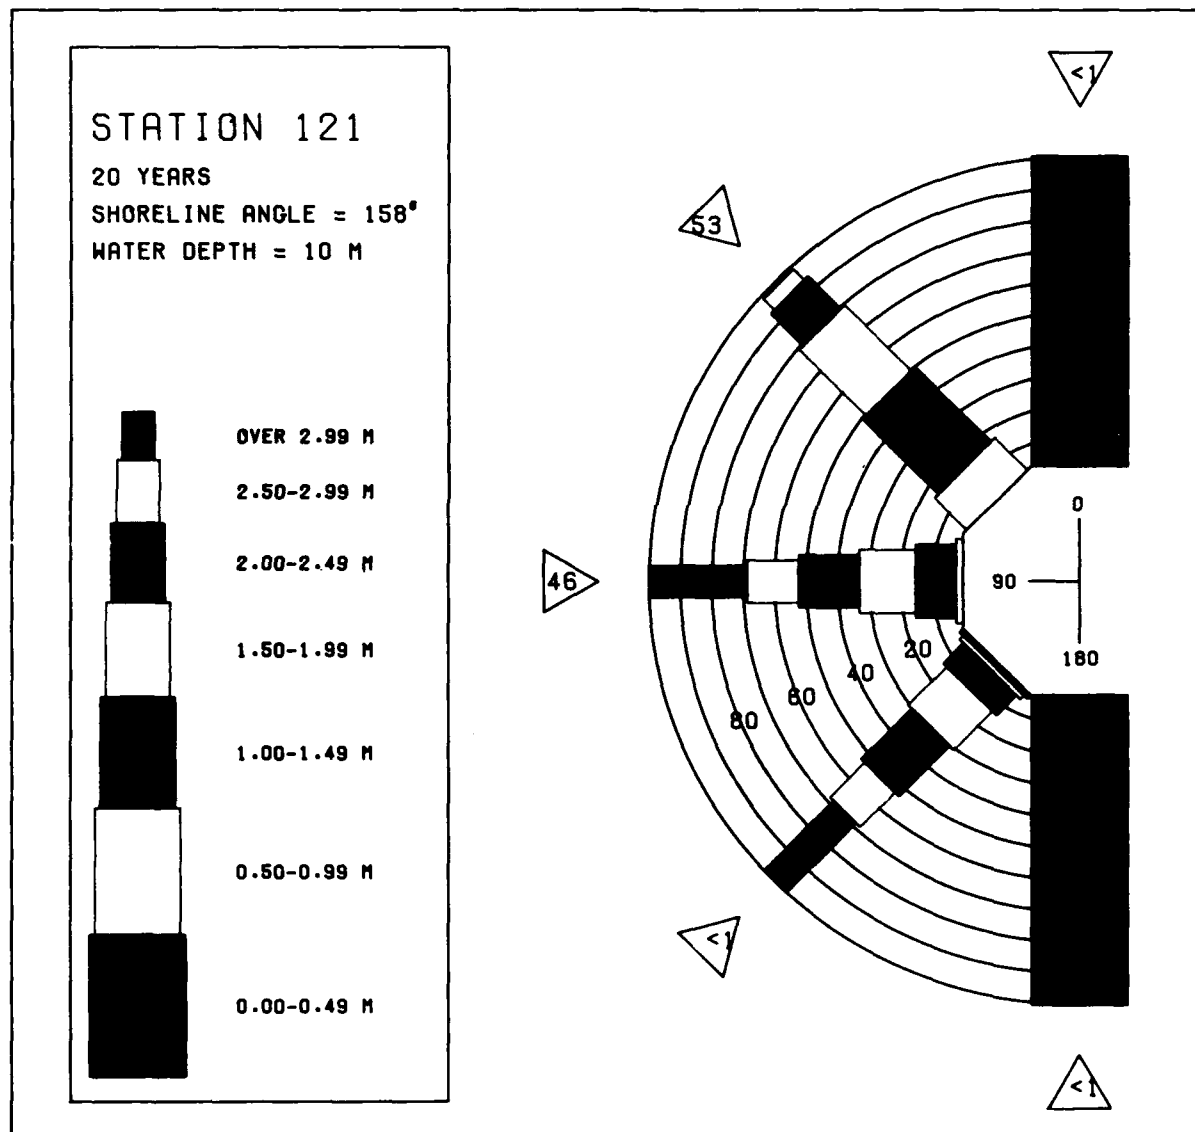 STATION 121
20 YEARS
SHORELINE ANGLE = 158°
WATER DEPTH = 10 M
OVER 2.99 M
2.50-2.99 M
2.00-2.49 M
1.50-1.99 M
1.00-1.49 M
0.50-0.99 M
0.00-0.49 M
<1
53
46
<1
<1
0
90
180
20
40
60
80